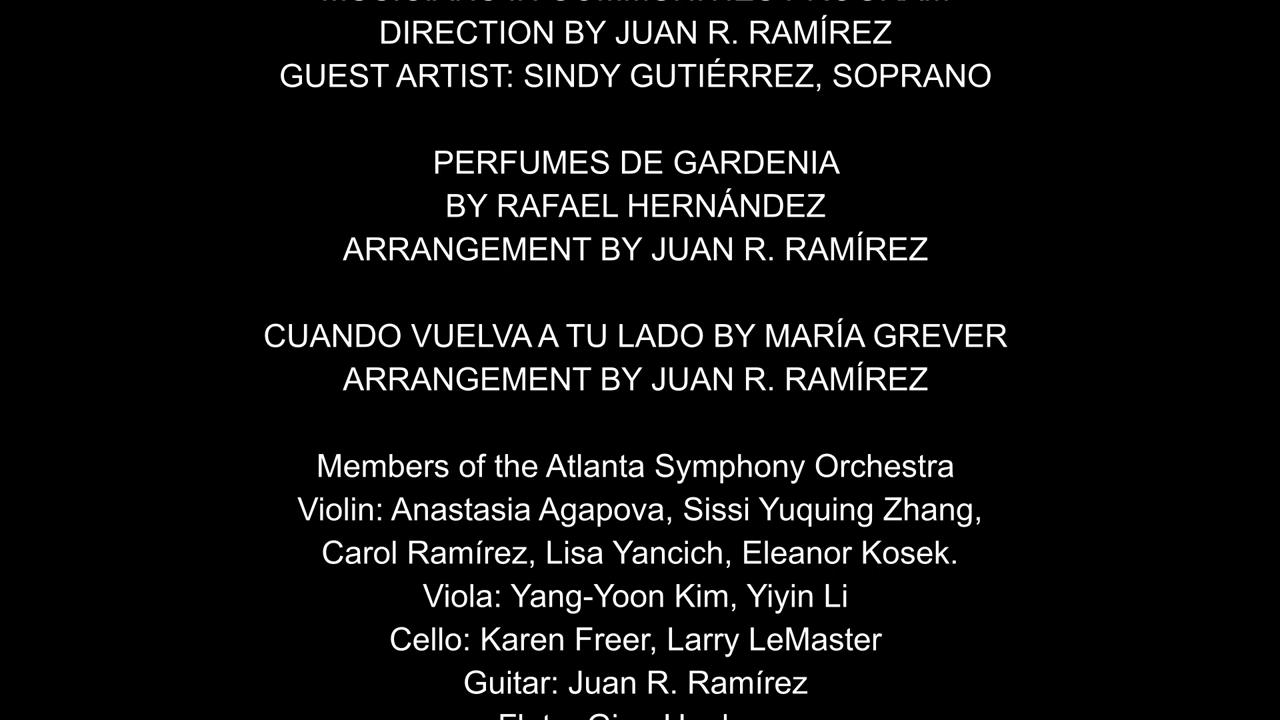 DIRECTION BY JUAN R. RAMÍREZ
GUEST ARTIST: SINDY GUTIÉRREZ, SOPRANO
PERFUMES DE GARDENIA
BY RAFAEL HERNÁNDEZ
ARRANGEMENT BY JUAN R. RAMÍREZ
CUANDO VUELVA A TU LADO BY MARÍA GREVER
ARRANGEMENT BY JUAN R. RAMÍREZ
Members of the Atlanta Symphony Orchestra
Violin: Anastasia Agapova, Sissi Yuquing Zhang,
Carol Ramírez, Lisa Yancich, Eleanor Kosek.
Viola: Yang-Yoon Kim, Yiyin Li
Cello: Karen Freer, Larry LeMaster
Guitar: Juan R. Ramírez